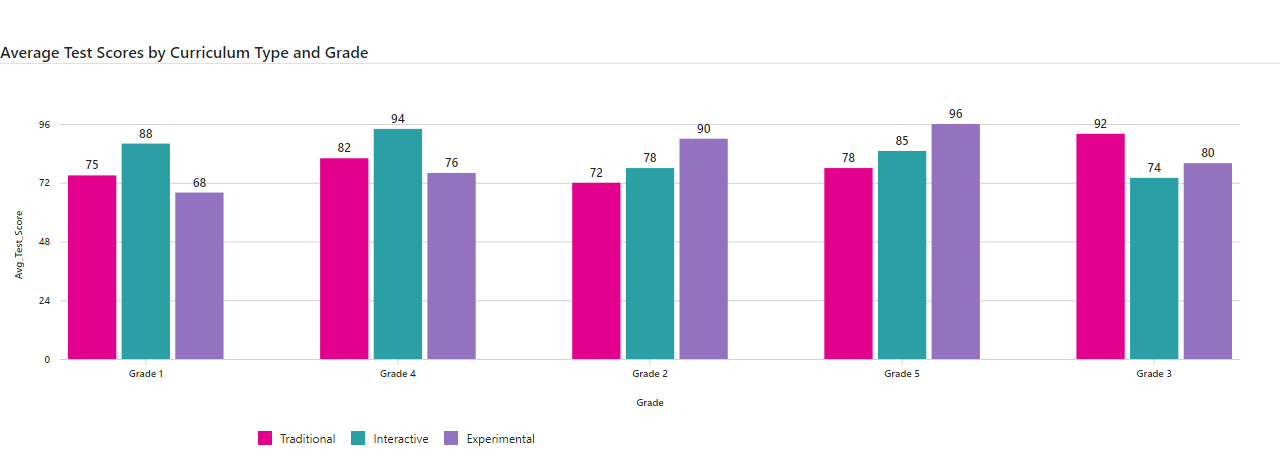 Average Test Scores by Curriculum Type and Grade
Avg_Test_Score
96
72
48
24
0
75
88
68
82
94
76
72
78
90
78
85
96
92
74
80
Grade 1
Grade 4
Grade 2
Grade 5
Grade 3
Grade
Traditional
Interactive
Experimental